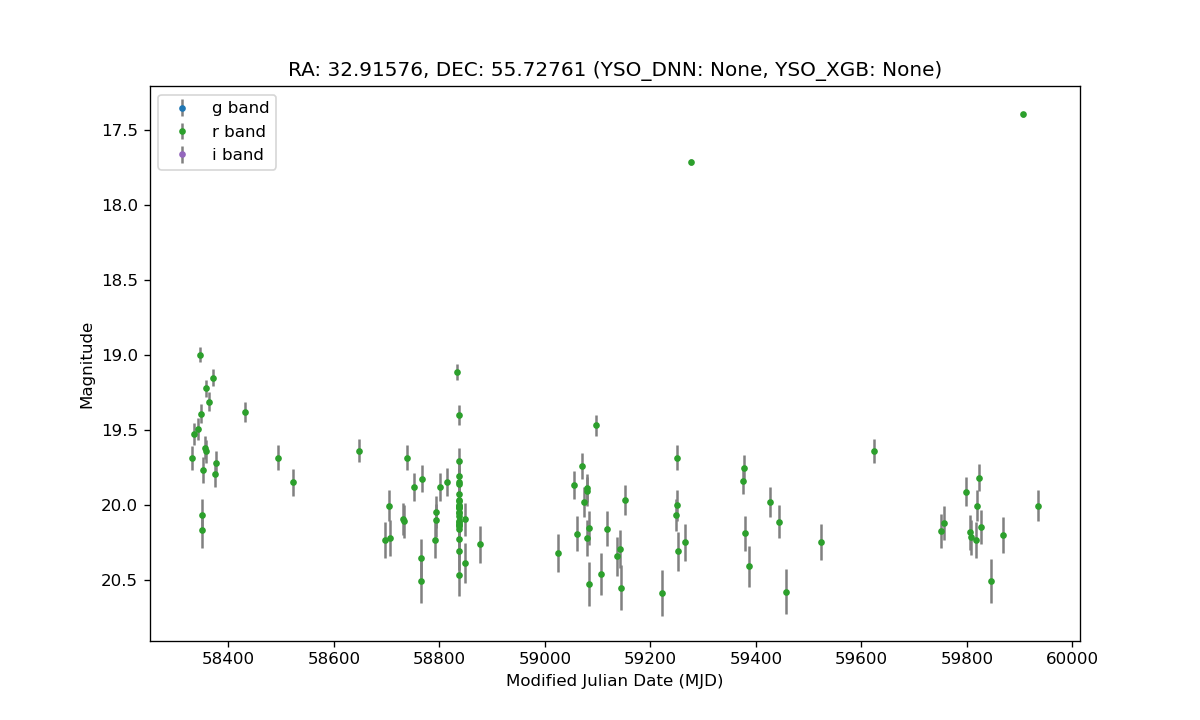 RA: 32.91576, DEC: 55.72761 (YSO_DNN: None, YSO_XGB: None)
g band
r band
i band
17.5
18.0
18.5
19.0
19.5
20.0
20.5
Magnitude
58400 58600 58800 59000 59200 59400 59600 59800 60000
Modified Julian Date (MJD)